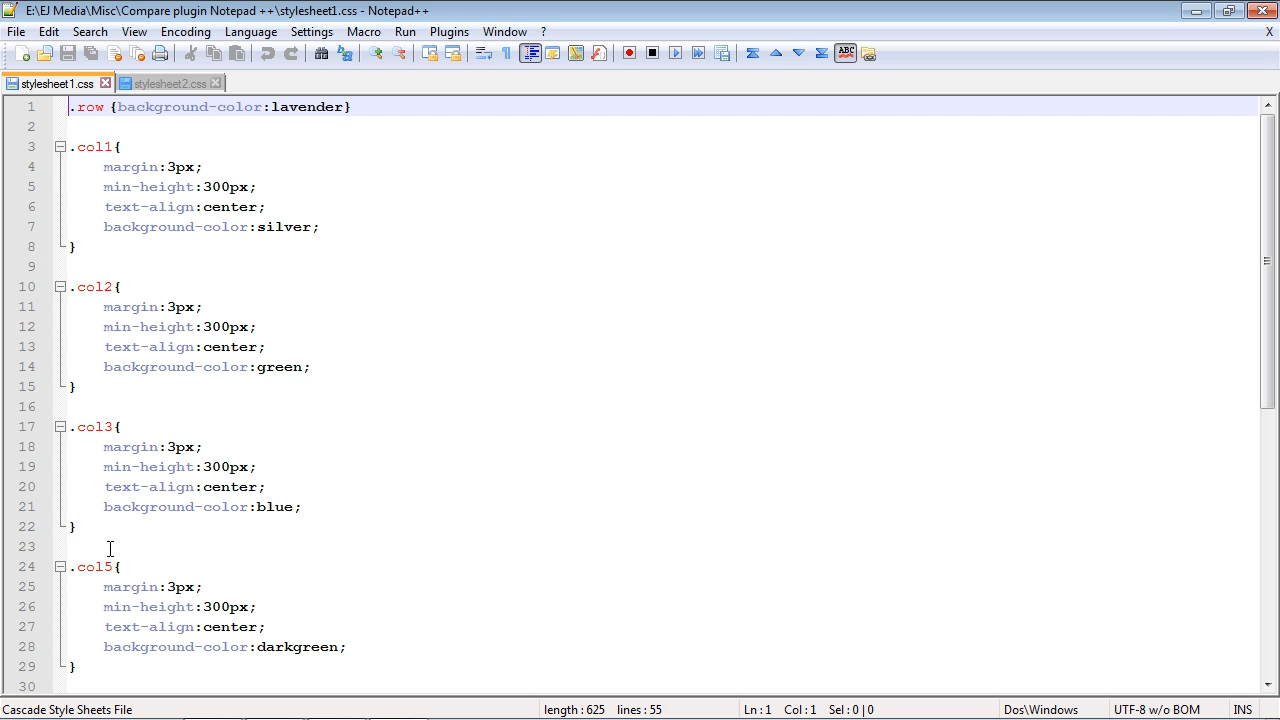 E:\EJ Media\Misc\Compare plugin Notepad ++\stylesheet1.css - Notepad++
File Edit Search View Encoding Language Settings Macro Run Plugins Window ? X
ABC
stylesheet1.css stylesheet2.css
1 .row {background-color:lavender}
2
3 .col1{
4 margin:3px;
5 min-height:300px;
6 text-align:center;
7 background-color:silver;
8 }
9
10 .col2{
11 margin:3px;
12 min-height:300px;
13 text-align:center;
14 background-color:green;
15 }
16
17 .col3{
18 margin:3px;
19 min-height:300px;
20 text-align:center;
21 background-color:blue;
22 }
23
24 .col5{
25 margin:3px;
26 min-height:300px;
27 text-align:center;
28 background-color:darkgreen;
29 }
30
Cascade Style Sheets File length : 625 lines : 55 Ln : 1 Col : 1 Sel : 0 | 0 Dos\Windows UTF-8 w/o BOM INS